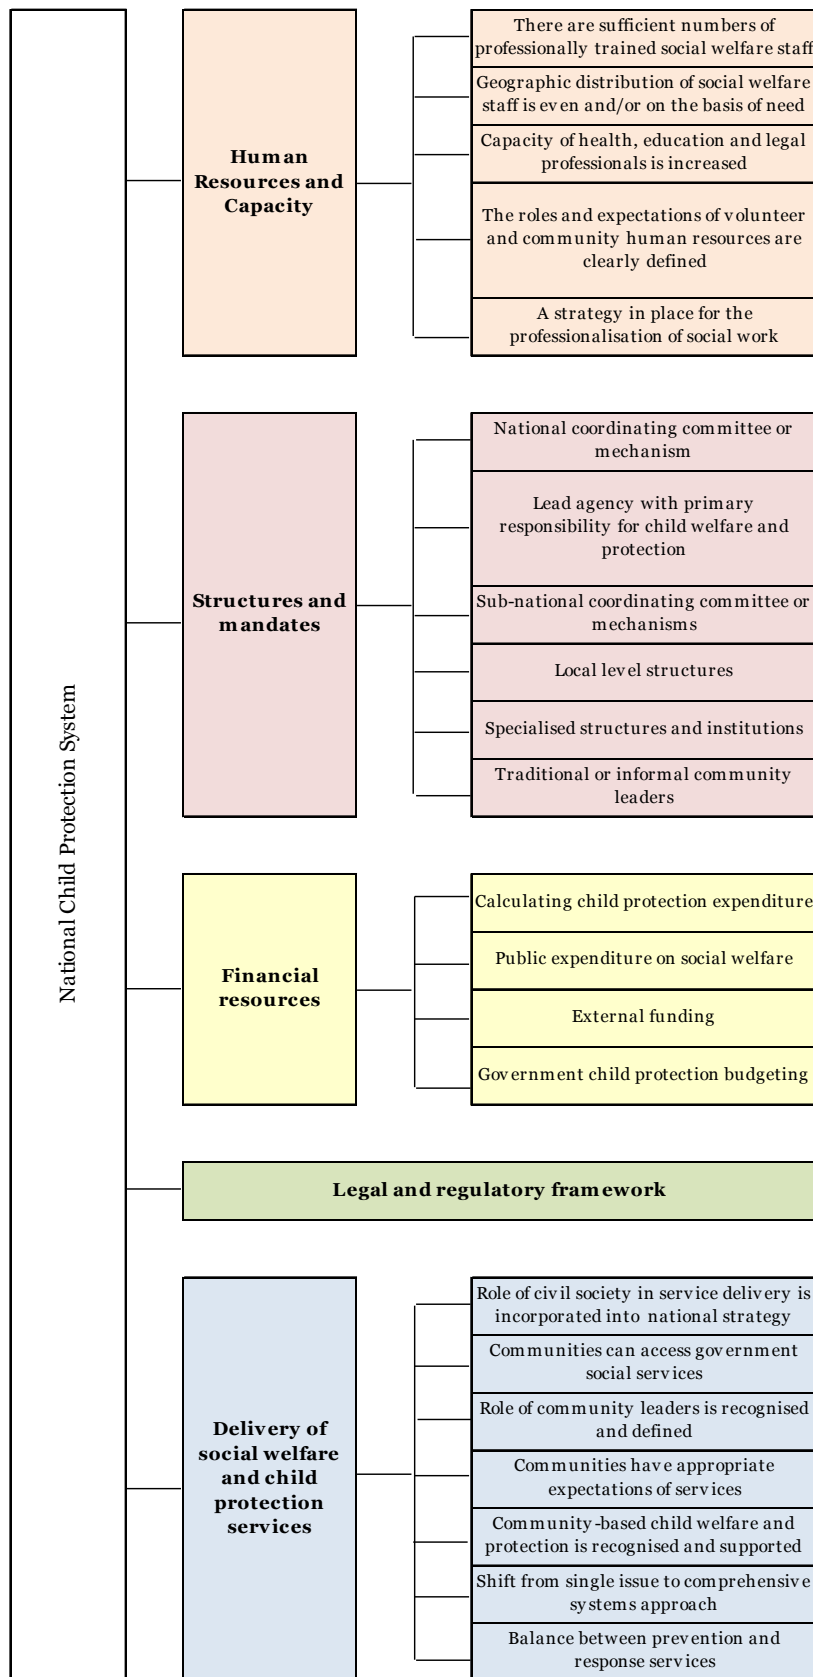 National Child Protection System
Human
Resources and
Capacity
There are sufficient numbers of
professionally trained social welfare staff
Geographic distribution of social welfare
staff is even and/or on the basis of need
Capacity of health, education and legal
professionals is increased
The roles and expectations of volunteer
and community human resources are
clearly defined
A strategy in place for the
professionalisation of social work
Structures and
mandates
National coordinating committee or
mechanism
Lead agency with primary
responsibility for child welfare and
protection
Sub-national coordinating committee or
mechanisms
Local level structures
Specialised structures and institutions
Traditional or informal community
leaders
Financial
resources
Calculating child protection expenditure
Public expenditure on social welfare
External funding
Government child protection budgeting
Legal and regulatory framework
Delivery of
social welfare
and child
protection
services
Role of civil society in service delivery is
incorporated into national strategy
Communities can access government
social services
Role of community leaders is recognised
and defined
Communities have appropriate
expectations of services
Community-based child welfare and
protection is recognised and supported
Shift from single issue to comprehensive
systems approach
Balance between prevention and
response services